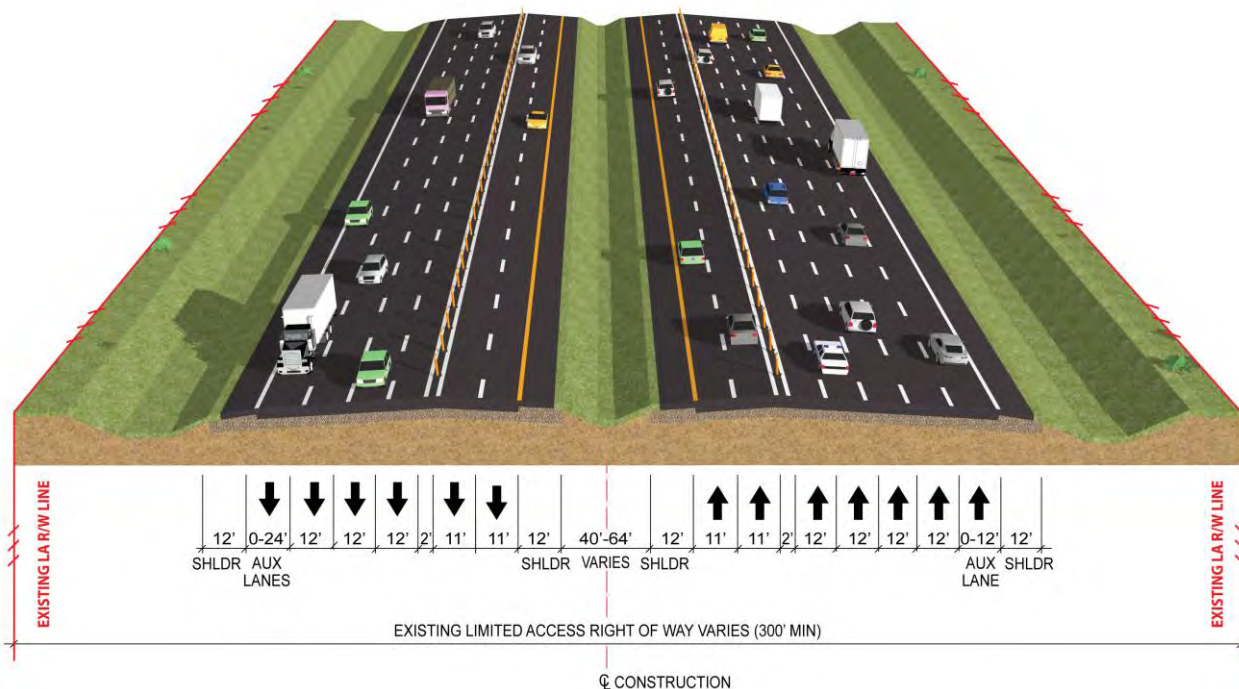 12' 0-24' 12' 12' 12' 2' 11' 11' 12' 40'-64' 12' 11' 11' 2' 12' 12' 12' 12' 0-12' 12'
SHLDR AUX LANES SHLDR VARIES SHLDR AUX LANE SHLDR
EXISTING LA R/W LINE
EXISTING LA R/W LINE
EXISTING LIMITED ACCESS RIGHT OF WAY VARIES (300' MIN)
℄ CONSTRUCTION